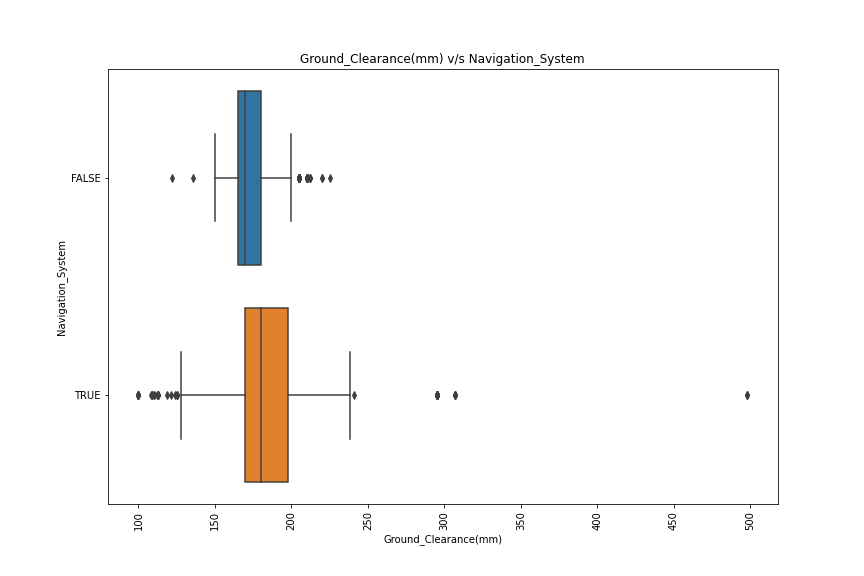 Ground_Clearance(mm) v/s Navigation_System
Navigation_System
FALSE
TRUE
100
150
200
250
300
350
400
450
500
Ground_Clearance(mm)